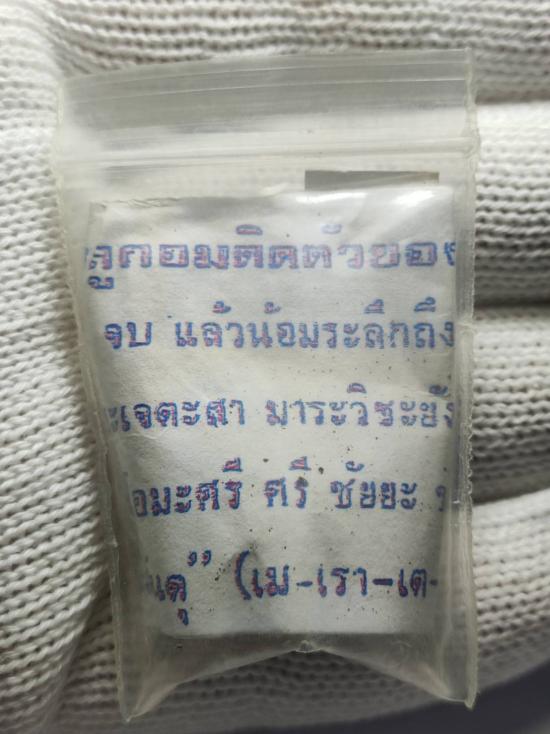 ลูกอมติดตัวของ
จบ แล้วน้อมระลึกถึง
ะเจตะสา มาระวิชะยัง
อมะศรี ศรี ชัยยะ
ันตุ" (เม-เรา-เต-